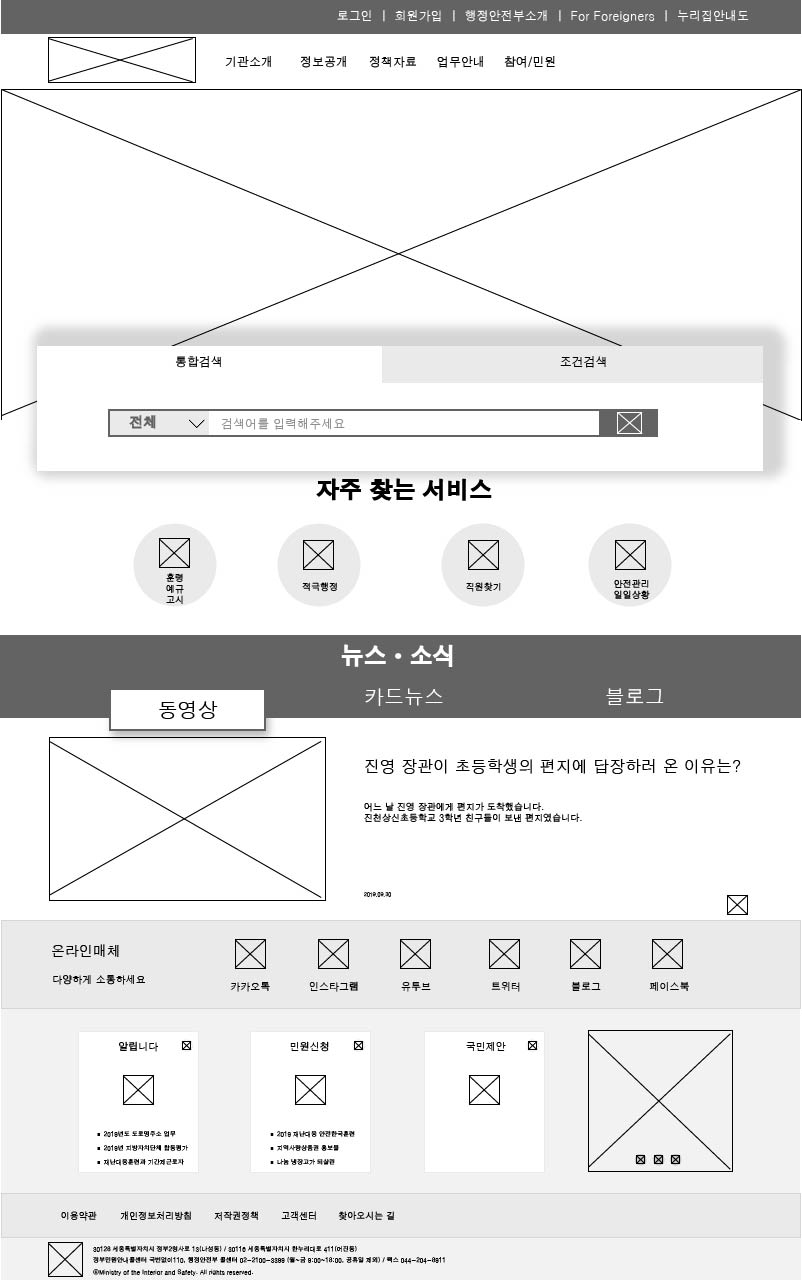 로그인 | 회원가입 | 행정안전부소개 | For Foreigners | 누리집안내도
기관소개 정보공개 정책자료 업무안내 참여/민원
통합검색 조건검색
전체 검색어를 입력해주세요
자주 찾는 서비스
훈령
예규
고시
적극행정
직원찾기
안전관리
일일상황
뉴스 • 소식
동영상 카드뉴스 블로그
진영 장관이 초등학생의 편지에 답장하러 온 이유는?
어느 날 진영 장관에게 편지가 도착했습니다.
진천상신초등학교 3학년 친구들이 보낸 편지였습니다.
2019.09.30
온라인매체
다양하게 소통하세요
카카오톡 인스타그램 유투브 트위터 블로그 페이스북
알립니다
▪ 2019년도 도로명주소 업무
▪ 2019년 지방자치단체 합동평가
▪ 재난대응훈련과 기간제근로자
민원신청
▪ 2019 재난대응 안전한국훈련
▪ 지역사랑상품권 홍보물
▪ 나눔 냉장고가 되살린
국민제안
이용약관 개인정보처리방침 저작권정책 고객센터 찾아오시는 길
30128 세종특별자치시 정부2청사로 13(나성동) / 30116 세종특별자치시 한누리대로 411(어진동)
정부민원안내콜센터 국번없이110, 행정안전부 콜센터 02-2100-3399 (월~금 9:00~18:00, 공휴일 제외) / 팩스 044-204-8911
©Ministry of the Interior and Safety. All rights reserved.